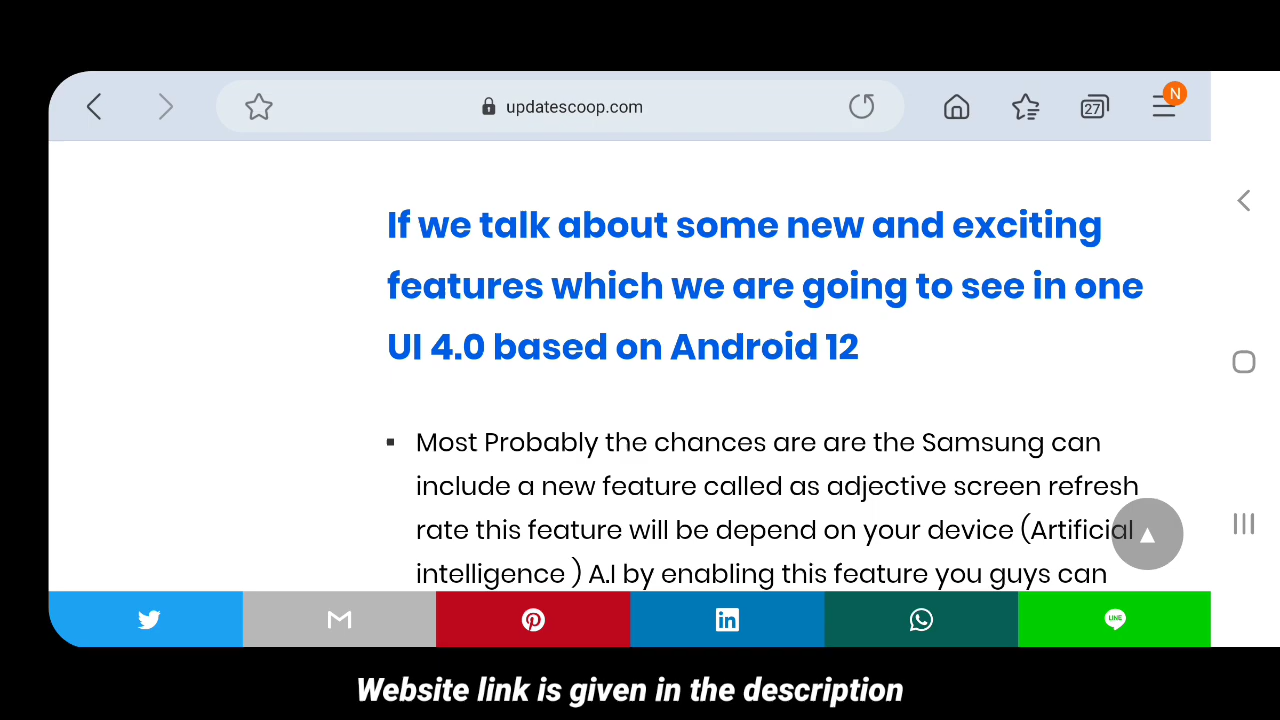 updatescoop.com
27
N
If we talk about some new and exciting
features which we are going to see in one
UI 4.0 based on Android 12
Most Probably the chances are are the Samsung can
include a new feature called as adjective screen refresh
rate this feature will be depend on your device (Artificial
intelligence ) A.I by enabling this feature you guys can
in
LINE
Website link is given in the description